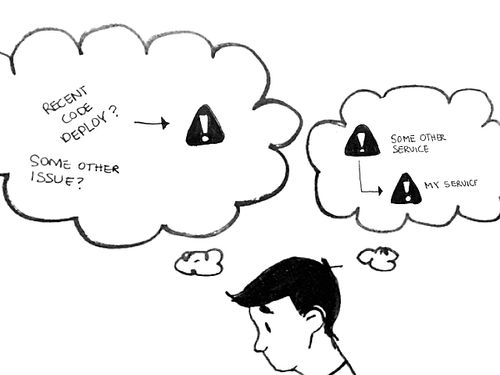 RECENT
CODE
DEPLOY?
SOME OTHER
ISSUE?
SOME OTHER
SERVICE
MY SERVICE